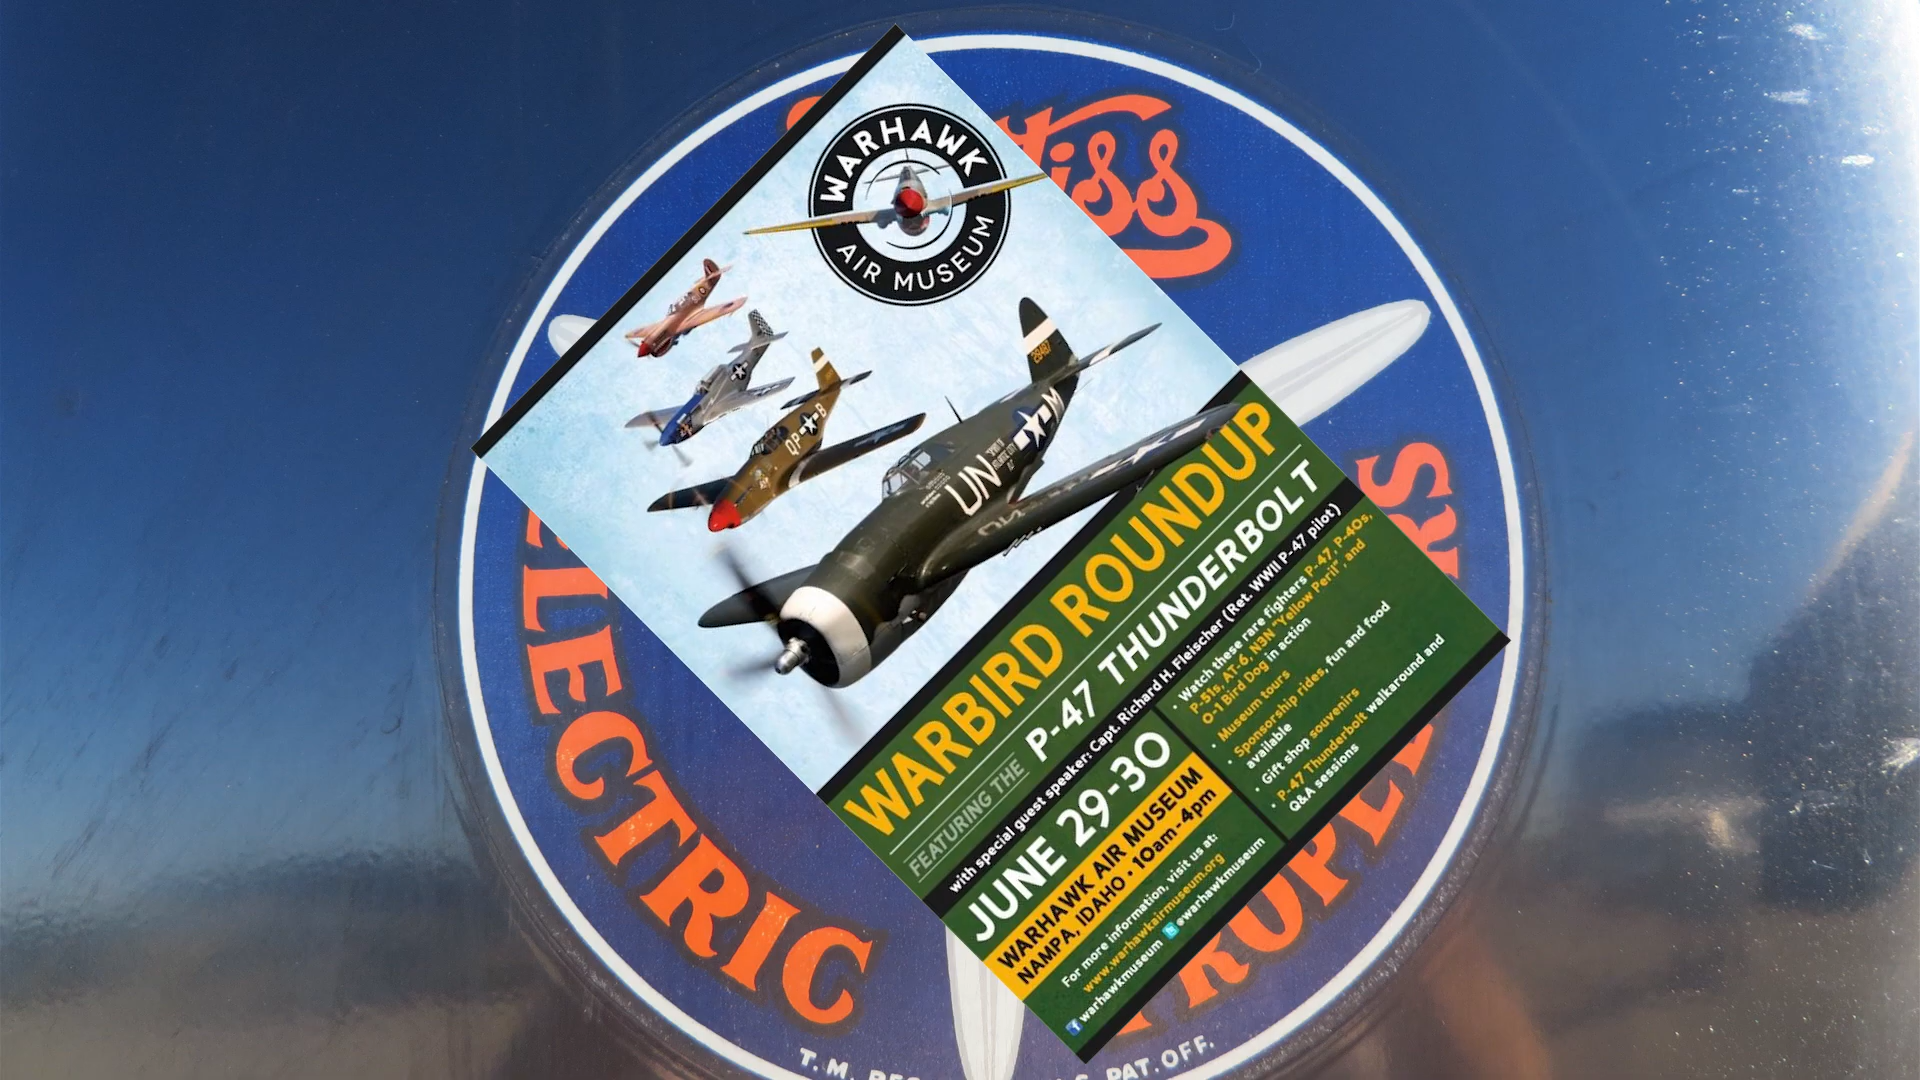 WARHAWK
AIR MUSEUM
WARBIRD ROUNDUP
FEATURING THE P-47 THUNDERBOLT
with special guest speaker: Capt. Richard H. Fleischer (Ret. WWII P-47 pilot)
JUNE 29-30
WARHAWK AIR MUSEUM
NAMPA, IDAHO • 10am-4pm
For more information, visit us at:
www.warhawkairmuseum.org
warhawkmuseum @warhawkmuseum
• Watch these rare fighters P-47, P-40s,
P-51s, AT-6, N3N "Yellow Peril", and
O-1 Bird Dog in action
• Museum tours
• Sponsorship rides, fun and food
available
• Gift shop souvenirs
• P-47 Thunderbolt walkaround and
Q&A sessions
UN
M
QP
B
ELECTRIC
T.M.
PAT. OFF.